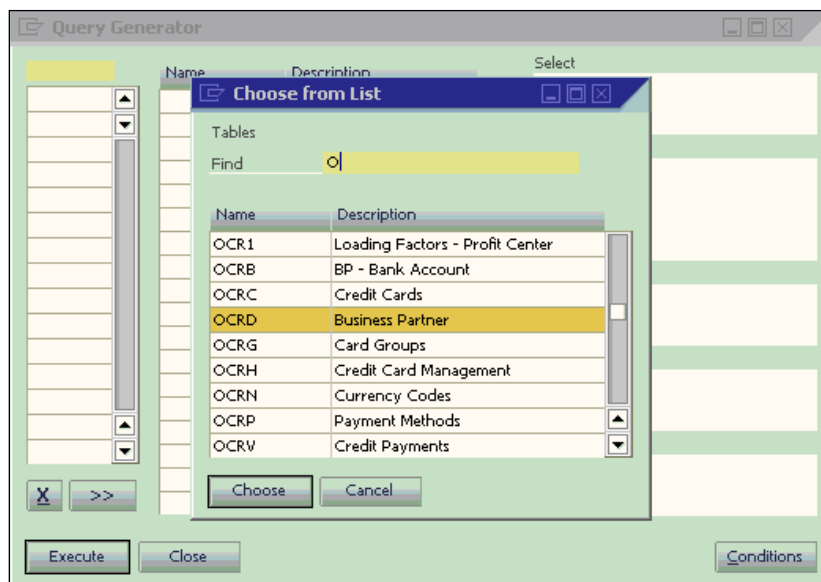 Query Generator
Name Description
Select
Choose from List
Tables
Find O
Name Description
OCR1 Loading Factors - Profit Center
OCRB BP - Bank Account
OCRC Credit Cards
OCRD Business Partner
OCRG Card Groups
OCRH Credit Card Management
OCRN Currency Codes
OCRP Payment Methods
OCRV Credit Payments
Choose Cancel
X >>
Execute Close Conditions